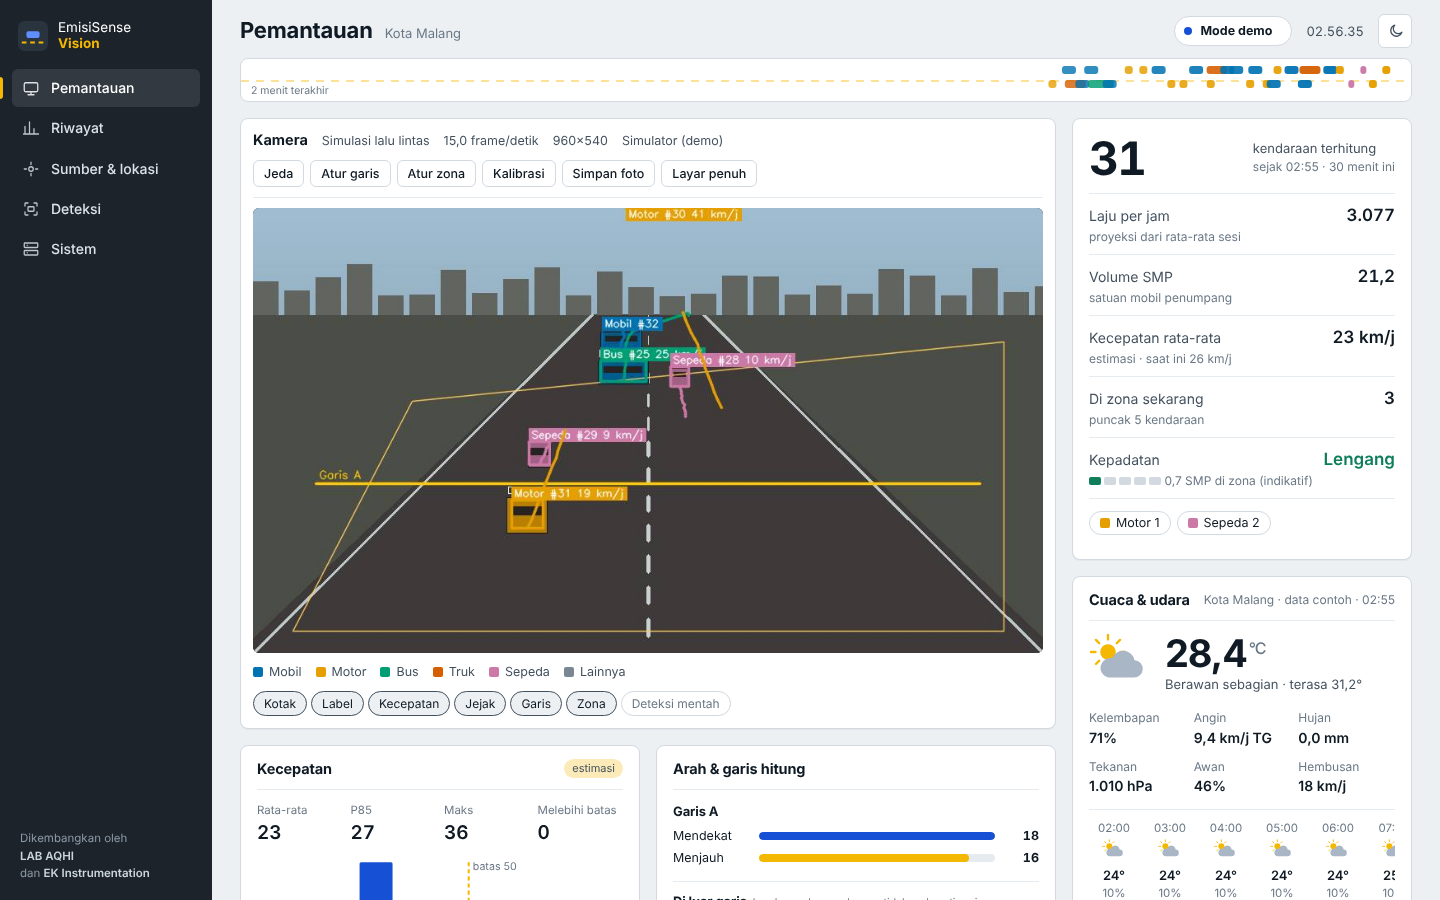 EmisiSense
Vision
Pemantauan
Riwayat
Sumber & lokasi
Deteksi
Sistem
Dikembangkan oleh
LAB AQHI
dan EK Instrumentation
Pemantauan Kota Malang
Mode demo 02.56.35
2 menit terakhir
Kamera Simulasi lalu lintas 15,0 frame/detik 960×540 Simulator (demo)
Jeda Atur garis Atur zona Kalibrasi Simpan foto Layar penuh
Motor #30 41 km/j
Mobil #32
Bus #25 25
Sepeda #28 10 km/j
Sepeda #29 9 km/j
Garis A
Motor #31 19 km/j
Mobil Motor Bus Truk Sepeda Lainnya
Kotak Label Kecepatan Jejak Garis Zona Deteksi mentah
Kecepatan estimasi
Rata-rata P85 Maks Melebihi batas
23 27 36 0
batas 50
Arah & garis hitung
Garis A
Mendekat 18
Menjauh 16
31 kendaraan terhitung
sejak 02:55 · 30 menit ini
Laju per jam 3.077
proyeksi dari rata-rata sesi
Volume SMP 21,2
satuan mobil penumpang
Kecepatan rata-rata 23 km/j
estimasi · saat ini 26 km/j
Di zona sekarang 3
puncak 5 kendaraan
Kepadatan Lengang
0,7 SMP di zona (indikatif)
Motor 1 Sepeda 2
Cuaca & udara Kota Malang · data contoh · 02:55
28,4 °C
Berawan sebagian · terasa 31,2°
Kelembapan Angin Hujan
71% 9,4 km/j TG 0,0 mm
Tekanan Awan Hembusan
1.010 hPa 46% 18 km/j
02:00 03:00 04:00 05:00 06:00 07:
24° 24° 24° 24° 24° 25
10% 10% 10% 10% 10% 10